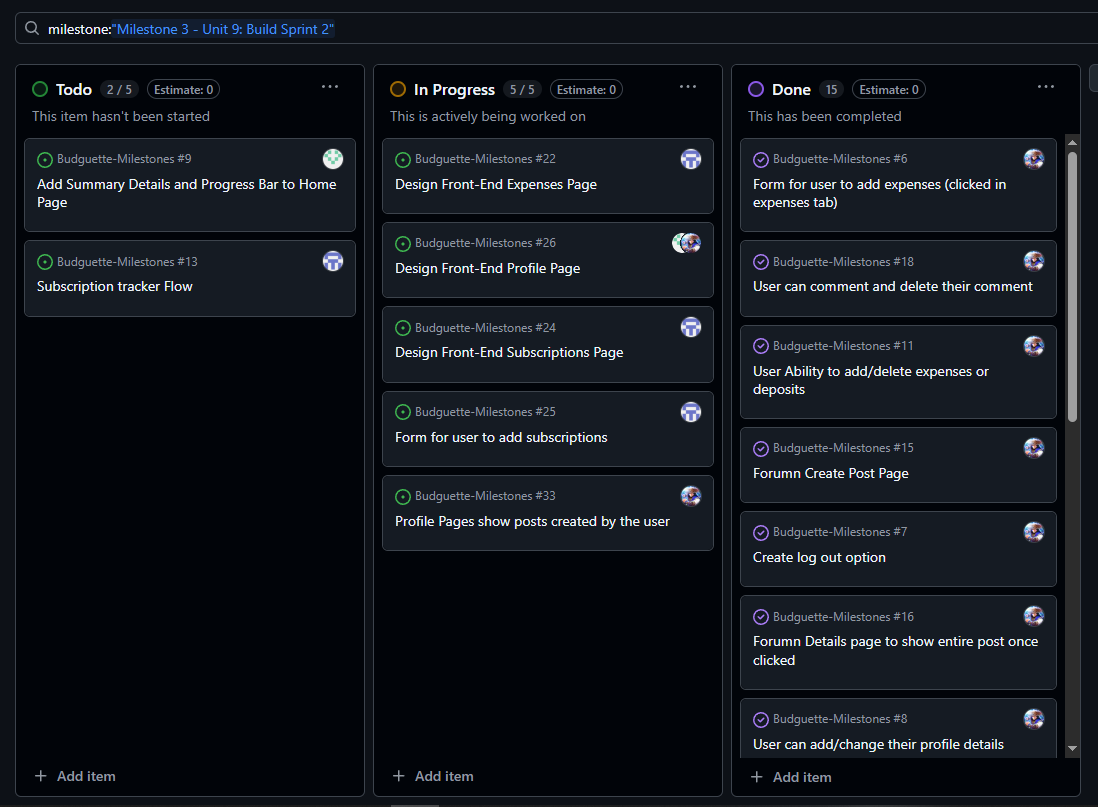 milestone:"Milestone 3 - Unit 9: Build Sprint 2"
Todo 2 / 5 Estimate: 0
This item hasn't been started
Budguette-Milestones #9
Add Summary Details and Progress Bar to Home
Page
Budguette-Milestones #13
Subscription tracker Flow
+ Add item
In Progress 5 / 5 Estimate: 0
This is actively being worked on
Budguette-Milestones #22
Design Front-End Expenses Page
Budguette-Milestones #26
Design Front-End Profile Page
Budguette-Milestones #24
Design Front-End Subscriptions Page
Budguette-Milestones #25
Form for user to add subscriptions
Budguette-Milestones #33
Profile Pages show posts created by the user
+ Add item
Done 15 Estimate: 0
This has been completed
Budguette-Milestones #6
Form for user to add expenses (clicked in
expenses tab)
Budguette-Milestones #18
User can comment and delete their comment
Budguette-Milestones #11
User Ability to add/delete expenses or
deposits
Budguette-Milestones #15
Forumn Create Post Page
Budguette-Milestones #7
Create log out option
Budguette-Milestones #16
Forumn Details page to show entire post once
clicked
Budguette-Milestones #8
User can add/change their profile details
+ Add item